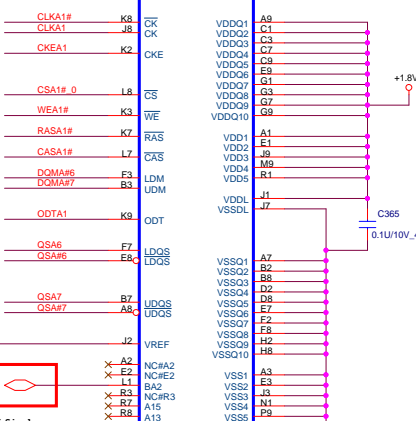 CLKA1# K8 CK
CLKA1 J8 CK
CKEA1 K2 CKE
CSA1#_0 L8 CS
WEA1# K3 WE
RASA1# K7 RAS
CASA1# L7 CAS
DQMA#6 F3 LDM
DQMA#7 B3 UDM
ODTA1 K9 ODT
QSA6 F7 LDQS
QSA#6 E8 LDQS
QSA7 B7 UDQS
QSA#7 A8 UDQS
J2 VREF
A2 NC#A2
E2 NC#E2
L1 BA2
R3 NC#R3
R7 A15
R8 A13
VDDQ1 A9
VDDQ2 C1
VDDQ3 C3
VDDQ4 C7
VDDQ5 C9
VDDQ6 E9
VDDQ7 G1
VDDQ8 G3
VDDQ9 G7
VDDQ10 G9
+1.8V
VDD1 A1
VDD2 E1
VDD3 J9
VDD4 M9
VDD5 R1
VDDL J1
VSSDL J7
C365
0.1U/10V_4
VSSQ1 A7
VSSQ2 B2
VSSQ3 B8
VSSQ4 D2
VSSQ5 D8
VSSQ6 E7
VSSQ7 F2
VSSQ8 F8
VSSQ9 H2
VSSQ10 H8
VSS1 A3
VSS2 E3
VSS3 J3
VSS4 N1
VSS5 P9